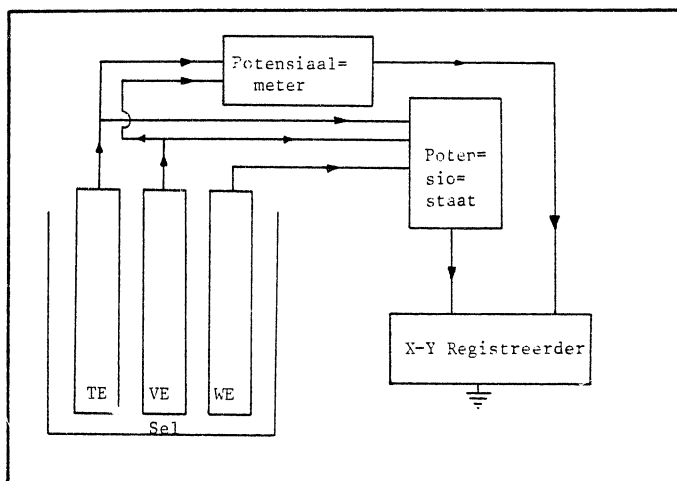 Potensiaal=
meter
Poten=
sio=
staat
X-Y Registreerder
TE
VE
WE
Sel